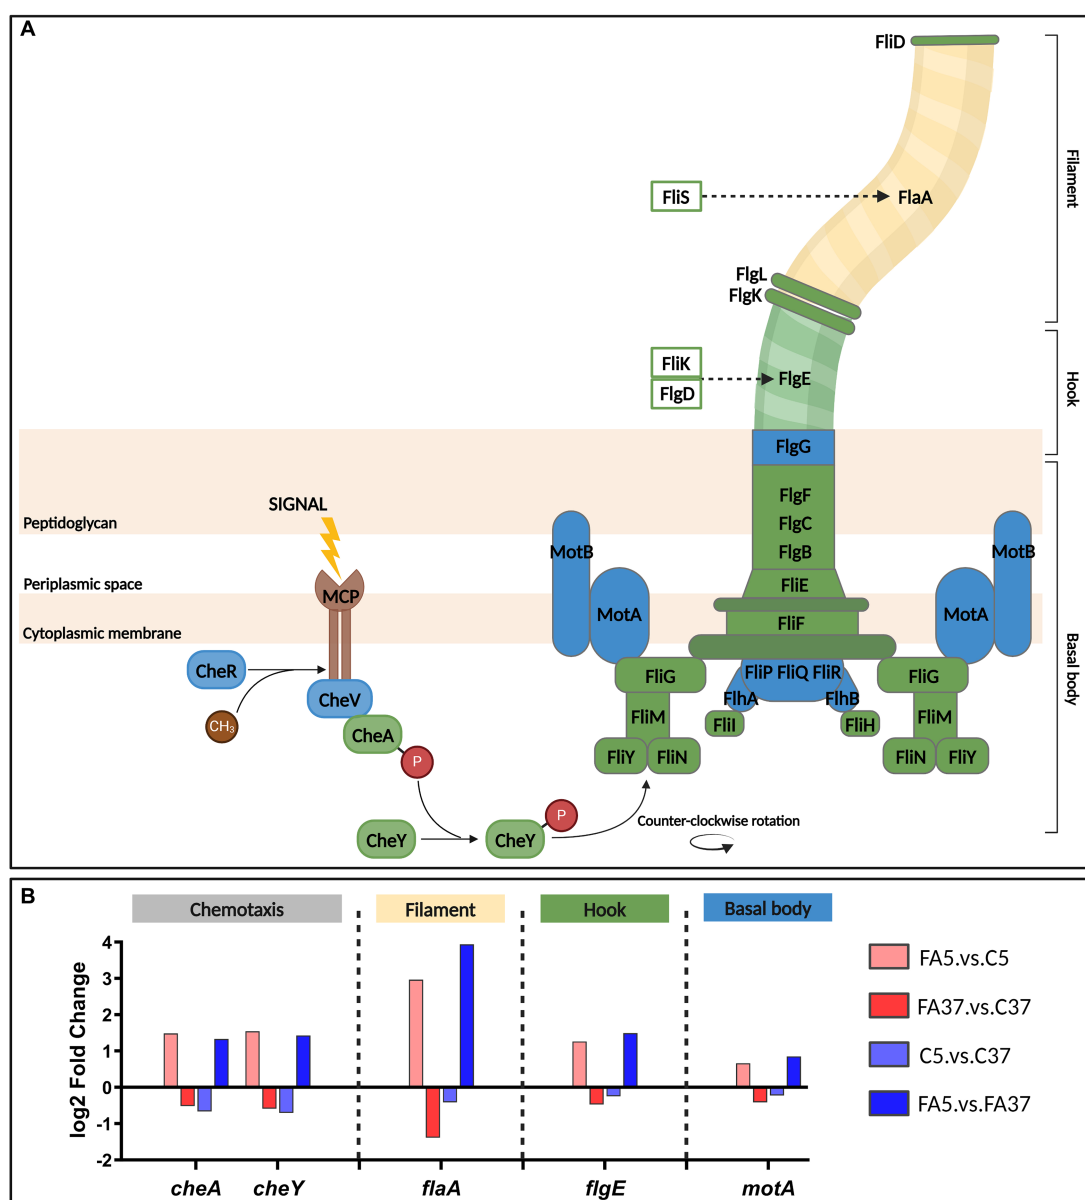 A
FliD
Filament
FliS
FlaA
FlgL
FlgK
FliK
FlgD
FlgE
Hook
FlgG
FlgF
FlgC
FlgB
FliE
FliF
Basal body
SIGNAL
Peptidoglycan
MotB
MotB
Periplasmic space
MCP
MotA
MotA
Cytoplasmic membrane
CheR
CheV
CH3
CheA
P
FliG
FliP FliQ FliR
FliG
FlhA
FlhB
FliM
FliI
FliH
FliM
FliY
FliN
FliN
FliY
P
CheY
CheY
Counter-clockwise rotation
B
Chemotaxis
Filament
Hook
Basal body
log2 Fold Change
4
3
2
1
0
-1
-2
cheA
cheY
flaA
flgE
motA
FA5.vs.C5
FA37.vs.C37
C5.vs.C37
FA5.vs.FA37